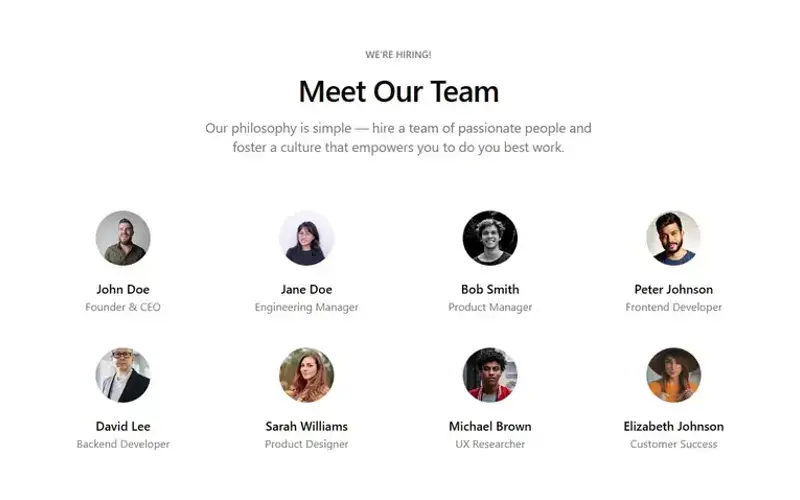 WE'RE HIRING!
Meet Our Team
Our philosophy is simple — hire a team of passionate people and
foster a culture that empowers you to do you best work.
John Doe
Founder & CEO
Jane Doe
Engineering Manager
Bob Smith
Product Manager
Peter Johnson
Frontend Developer
David Lee
Backend Developer
Sarah Williams
Product Designer
Michael Brown
UX Researcher
Elizabeth Johnson
Customer Success